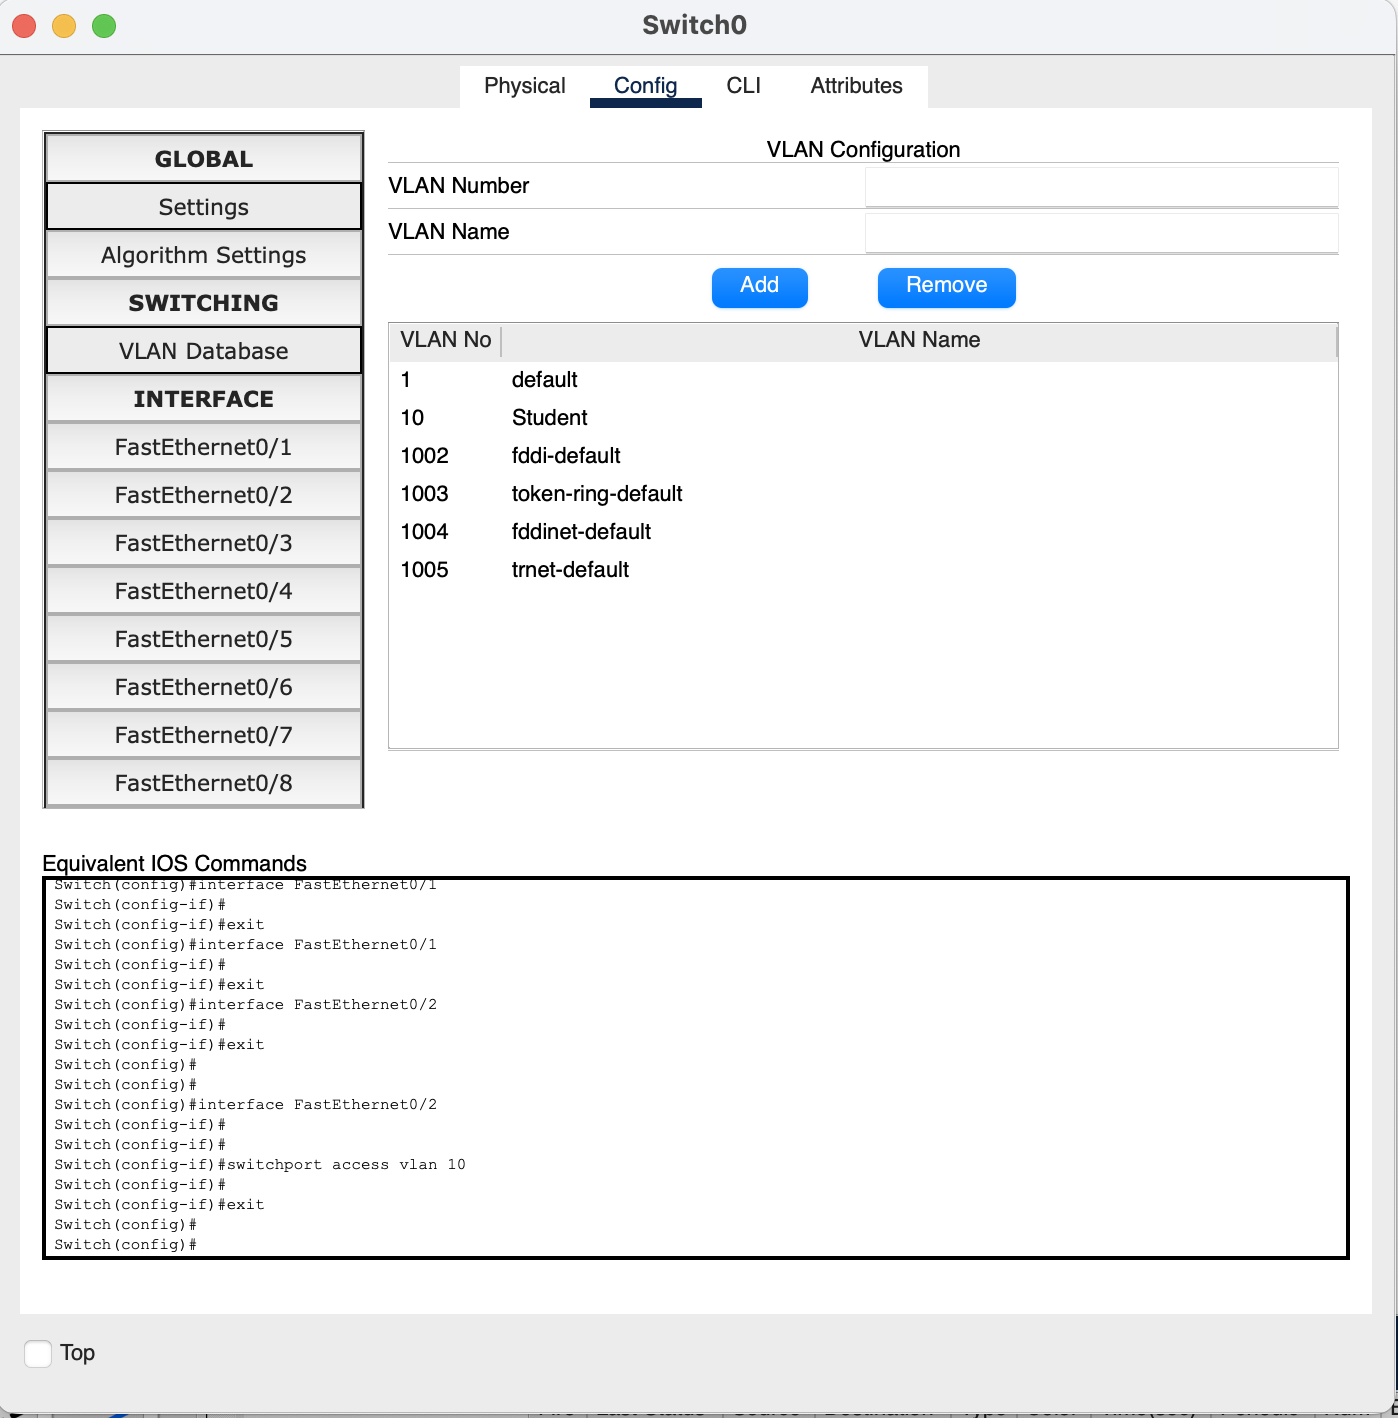 Switch0
Physical
Config
CLI
Attributes
GLOBAL
Settings
Algorithm Settings
SWITCHING
VLAN Database
INTERFACE
FastEthernet0/1
FastEthernet0/2
FastEthernet0/3
FastEthernet0/4
FastEthernet0/5
FastEthernet0/6
FastEthernet0/7
FastEthernet0/8
VLAN Configuration
VLAN Number
VLAN Name
Add
Remove
VLAN No VLAN Name
1 default
10 Student
1002 fddi-default
1003 token-ring-default
1004 fddinet-default
1005 trnet-default
Equivalent IOS Commands
Switch(config)#interface FastEthernet0/1
Switch(config-if)#
Switch(config-if)#exit
Switch(config)#interface FastEthernet0/1
Switch(config-if)#
Switch(config-if)#exit
Switch(config)#interface FastEthernet0/2
Switch(config-if)#
Switch(config-if)#exit
Switch(config)#
Switch(config)#
Switch(config)#interface FastEthernet0/2
Switch(config-if)#
Switch(config-if)#
Switch(config-if)#switchport access vlan 10
Switch(config-if)#
Switch(config-if)#exit
Switch(config)#
Switch(config)#
Top